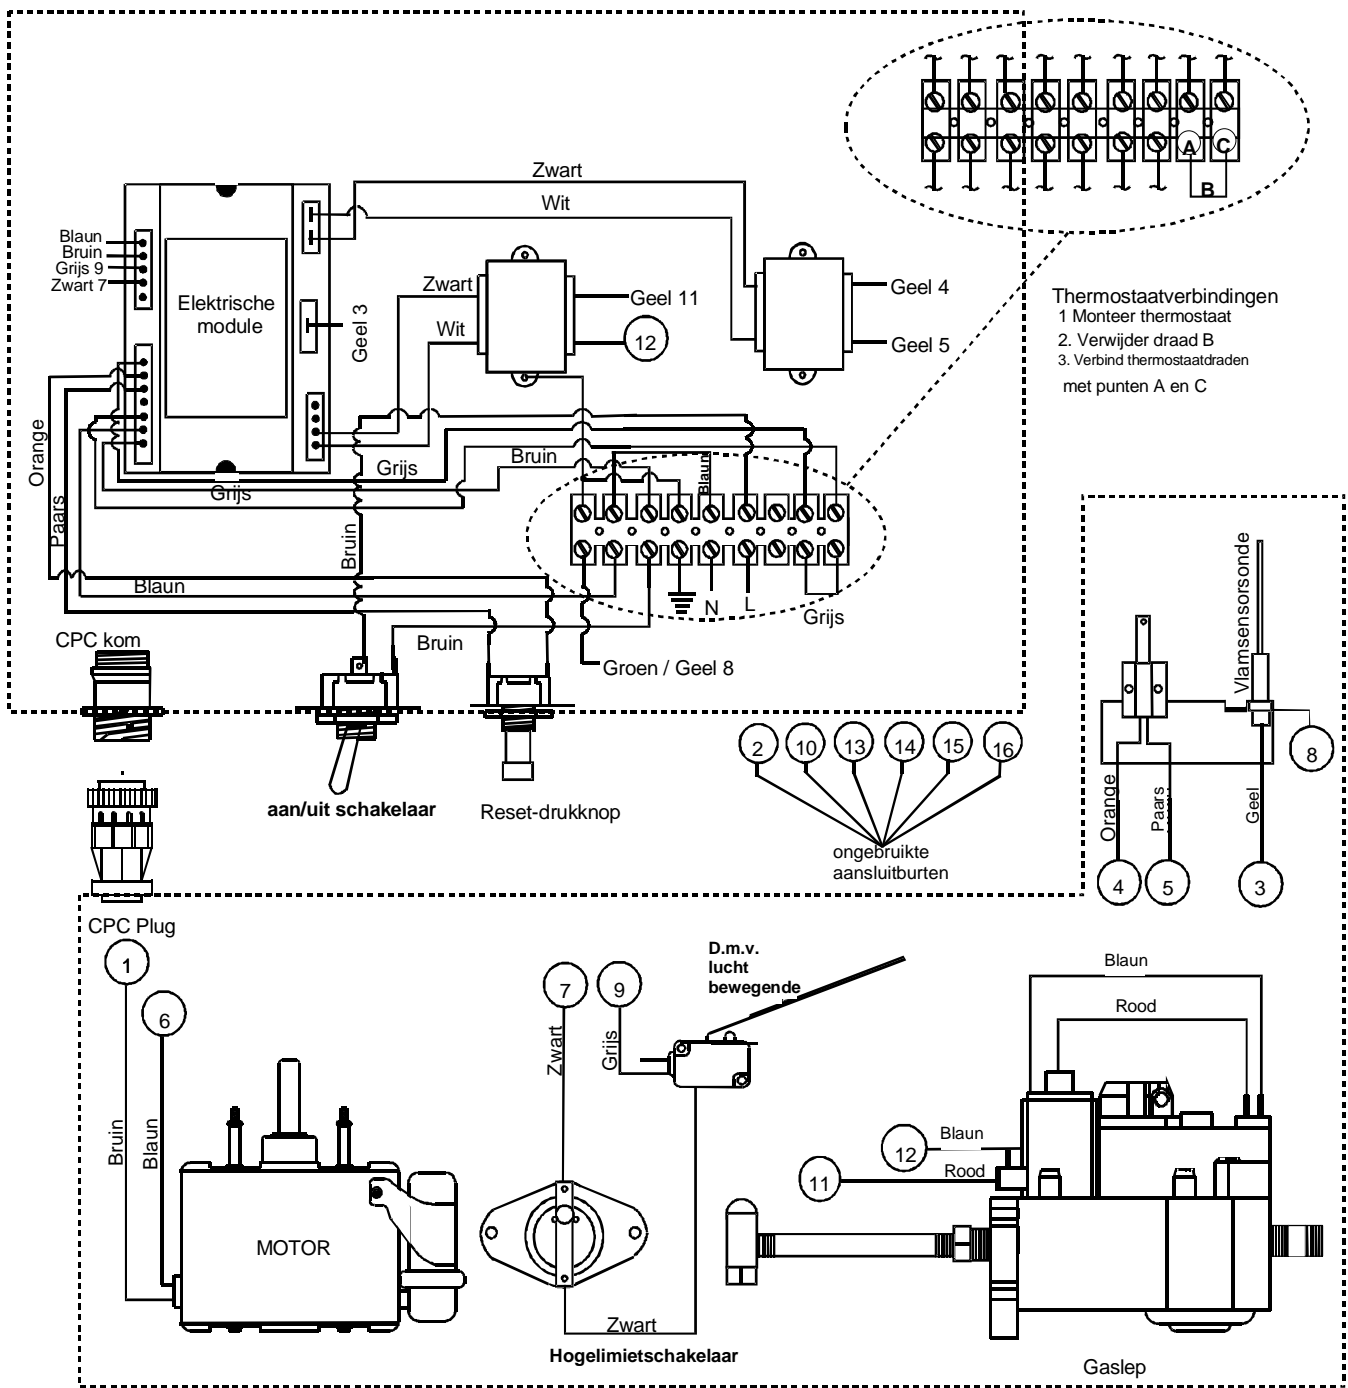 A
C
B
Zwart
Wit
Blaun
Bruin
Grijs 9
Zwart 7
Elektrische
module
Geel 3
Zwart
Wit
Geel 11
12
Geel 4
Geel 5
Thermostaatverbindingen
1 Monteer thermostaat
2. Verwijder draad B
3. Verbind thermostaatdraden
met punten A en C
Orange
Paars
Grijs
Grijs
Bruin
Blaun
Bruin
Blaun
N
L
Grijs
Bruin
Groen / Geel 8
CPC kom
aan/uit schakelaar
Reset-drukknop
2
10
13
14
15
16
ongebruikte
aansluitburten
Vlamsensorsonde
8
Orange
Paars
Geel
4
5
3
CPC Plug
1
6
Bruin
Blaun
MOTOR
7
9
Zwart
Grijs
D.m.v.
lucht
bewegende
Zwart
Hogelimietschakelaar
Blaun
Rood
12
Blaun
11
Rood
Gaslep